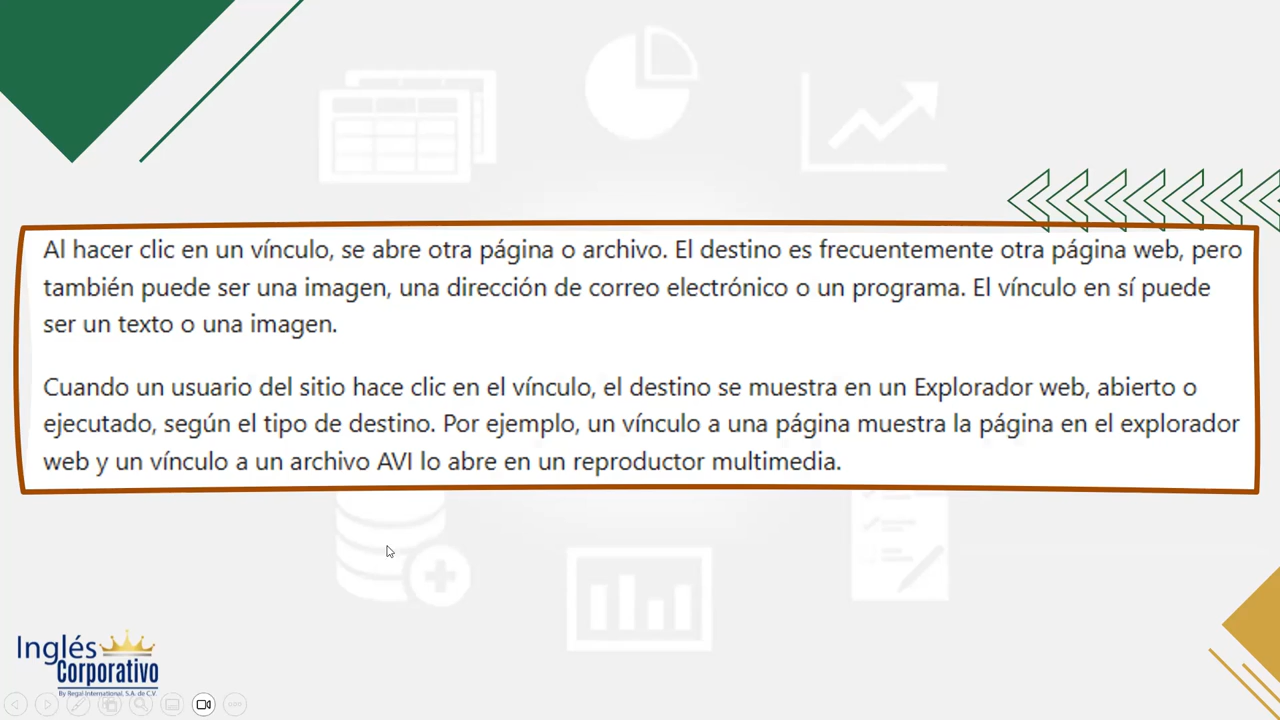 Al hacer clic en un vínculo, se abre otra página o archivo. El destino es frecuentemente otra página web, pero
también puede ser una imagen, una dirección de correo electrónico o un programa. El vínculo en sí puede
ser un texto o una imagen.
Cuando un usuario del sitio hace clic en el vínculo, el destino se muestra en un Explorador web, abierto o
ejecutado, según el tipo de destino. Por ejemplo, un vínculo a una página muestra la página en el explorador
web y un vínculo a un archivo AVI lo abre en un reproductor multimedia.
Inglés
Corporativo
By Regal International, S.A. de C.V.